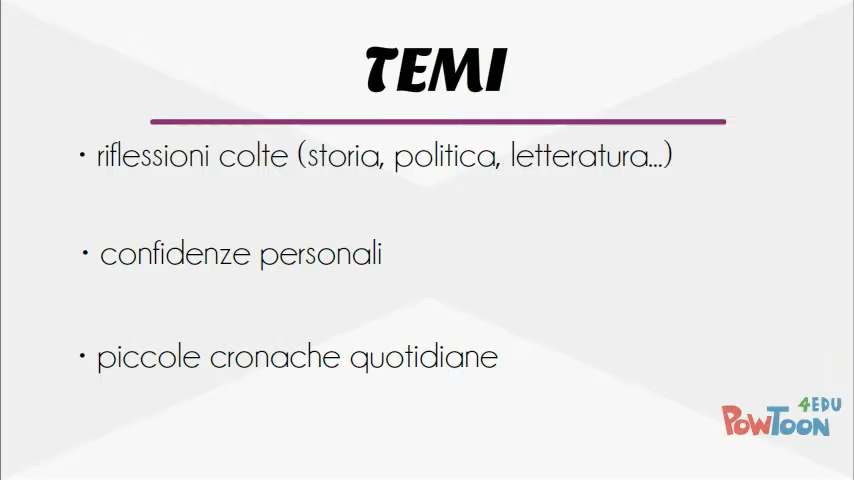 TEMI
• riflessioni colte (storia, politica, letteratura...)
• confidenze personali
• piccole cronache quotidiane
4EDU
POWTOON